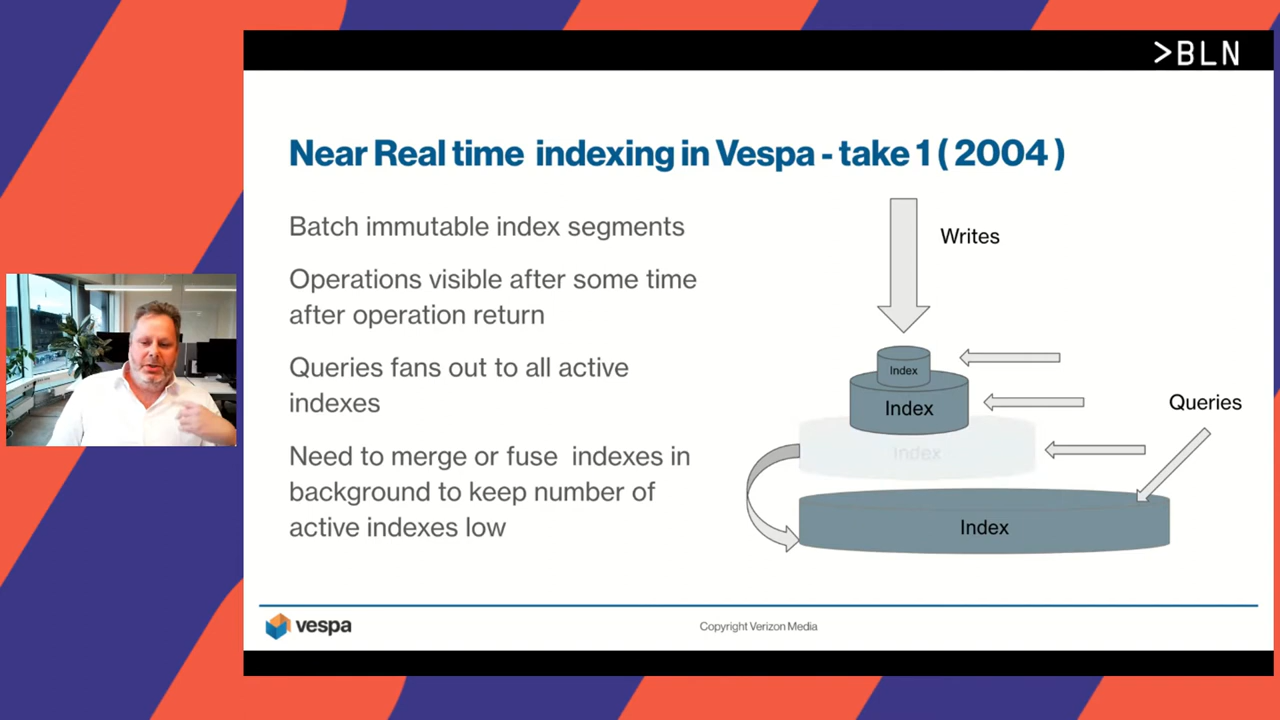 >BLN
Near Real time indexing in Vespa - take 1 ( 2004 )
Batch immutable index segments
Operations visible after some time
after operation return
Queries fans out to all active
indexes
Need to merge or fuse indexes in
background to keep number of
active indexes low
Writes
Index
Index
Queries
Index
Index
vespa
Copyright Verizon Media